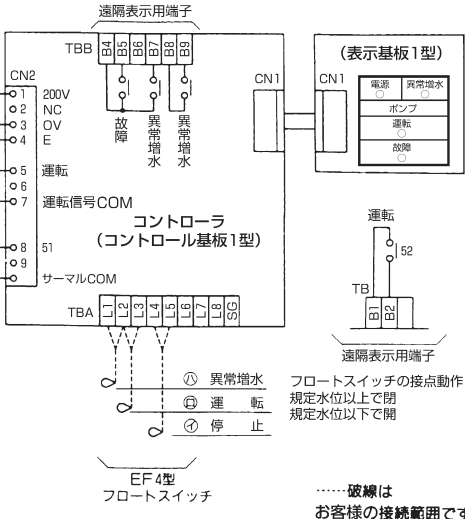 遠隔表示用端子
TBB B4 B5 B6 B7 B8 B9
CN2
1 200V
2 NC
3 0V
4 E
5 運転
6
7 運転信号COM
8 51
9
サーマルCOM
故障
異常増水
異常増水
CN1
CN1
コントローラ
(コントロール基板1型)
(表示基板1型)
電源 異常増水
ポンプ
運転
故障
TBA L1 L2 L3 L4 L5 L6 L7 L8 SG
運転
52
TB
B1 B2
遠隔表示用端子
㋩ 異常増水
㋺ 運転
㋑ 停止
フロートスイッチの接点動作
規定水位以上で閉
規定水位以下で開
EF4型
フロートスイッチ
……破線は
お客様の接続範囲です